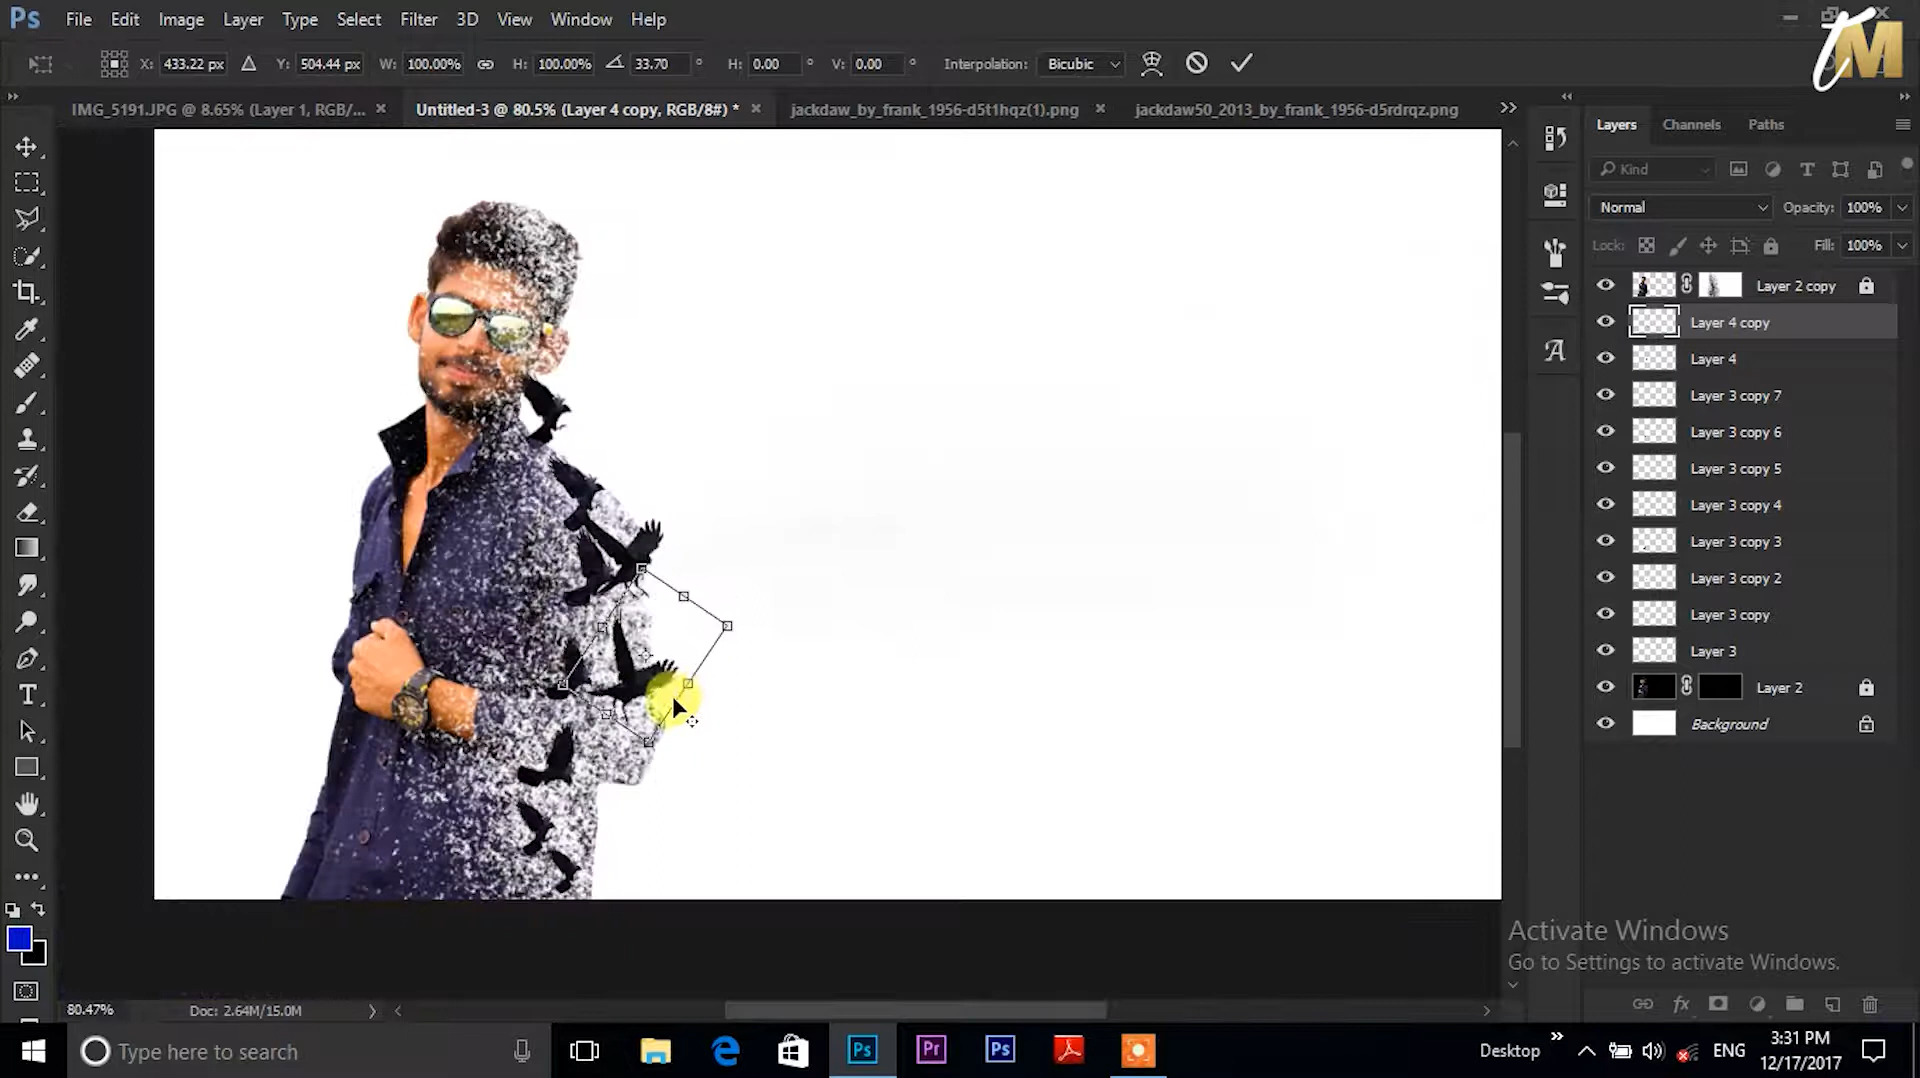 Ps File Edit Image Layer Type Select Filter 3D View Window Help
X: 433.22 px Y: 504.44 px W: 100.00% H: 100.00% 33.70 ° H: 0.00 ° V: 0.00 ° Interpolation: Bicubic
tM
IMG_5191.JPG @ 8.65% (Layer 1, RGB/... × Untitled-3 @ 80.5% (Layer 4 copy, RGB/8#) * × jackdaw_by_frank_1956-d5t1hqz(1).png × jackdaw50_2013_by_frank_1956-d5rdrqz.png
Layers Channels Paths
Kind
Normal Opacity: 100%
Lock: Fill: 100%
Layer 2 copy
Layer 4 copy
Layer 4
Layer 3 copy 7
Layer 3 copy 6
Layer 3 copy 5
Layer 3 copy 4
Layer 3 copy 3
Layer 3 copy 2
Layer 3 copy
Layer 3
Layer 2
Background
Activate Windows
Go to Settings to activate Windows.
80.47% Doc: 2.64M/15.0M
Type here to search
Ps Pr Ps
Desktop ENG 3:31 PM
12/17/2017